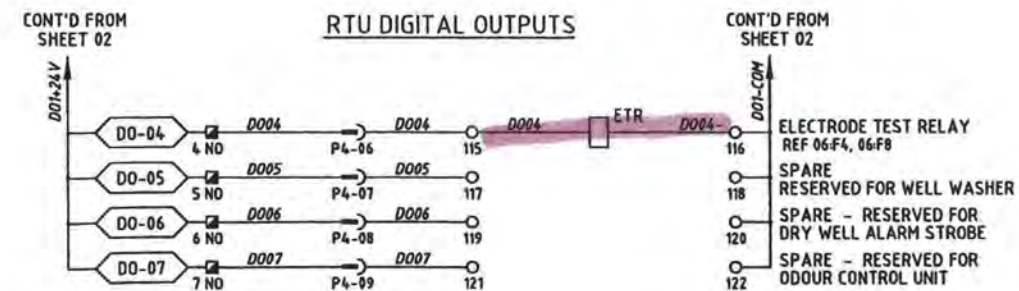 CONT'D FROM
SHEET 02
RTU DIGITAL OUTPUTS
CONT'D FROM
SHEET 02
DO1+24V
DO1-COM
DO-04 4 NO DO04 P4-06 DO04 115 DO04 ETR DO04- 116 ELECTRODE TEST RELAY
REF 06:F4, 06:F8
DO-05 5 NO DO05 P4-07 DO05 117 118 SPARE
RESERVED FOR WELL WASHER
DO-06 6 NO DO06 P4-08 DO06 119 120 SPARE - RESERVED FOR
DRY WELL ALARM STROBE
DO-07 7 NO DO07 P4-09 DO07 121 122 SPARE - RESERVED FOR
ODOUR CONTROL UNIT